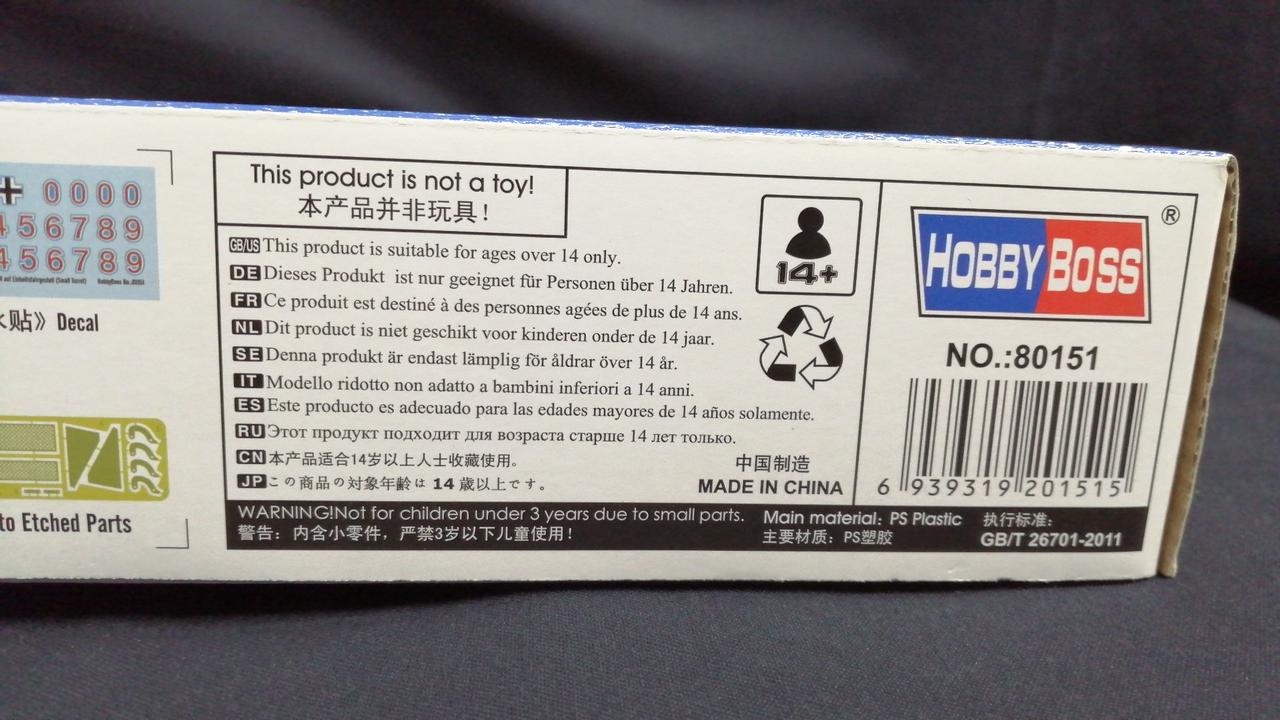 0000
456789
456789
HobbyBoss No.:80151
贴》Decal
to Etched Parts
This product is not a toy!
本产品并非玩具!
GB/US This product is suitable for ages over 14 only.
DE Dieses Produkt ist nur geeignet für Personen über 14 Jahren.
FR Ce produit est destiné à des personnes agées de plus de 14 ans.
NL Dit product is niet geschikt voor kinderen onder de 14 jaar.
SE Denna produkt är endast lämplig för åldrar över 14 år.
IT Modello ridotto non adatto a bambini inferiori a 14 anni.
ES Este producto es adecuado para las edades mayores de 14 años solamente.
RU Этот продукт подходит для возраста старше 14 лет только.
CN 本产品适合14岁以上人士收藏使用。
JP この商品の対象年齢は 14 歳以上です。
14+
中国制造
MADE IN CHINA
HOBBY BOSS ®
NO.:80151
6 939319 201515
WARNING!Not for children under 3 years due to small parts.
警告：内含小零件，严禁3岁以下儿童使用！
Main material: PS Plastic
主要材质：PS塑胶
执行标准：
GB/T 26701-2011